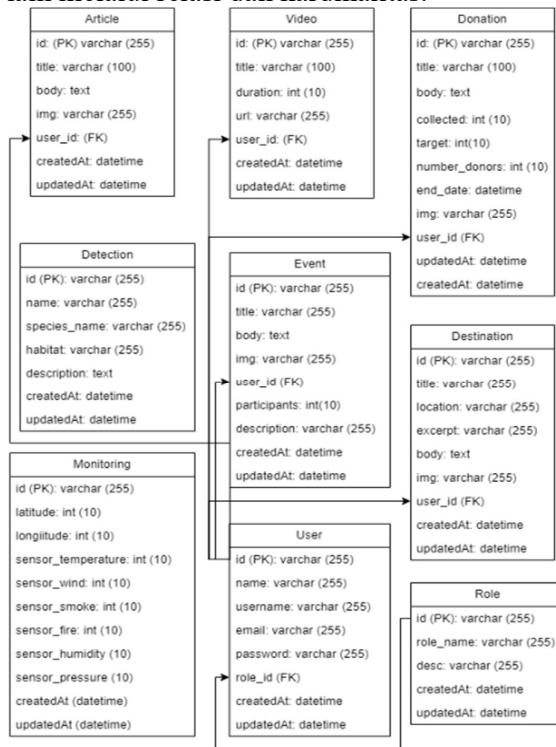 Article
id: (PK) varchar (255)
title: varchar (100)
body: text
img: varchar (255)
user_id: (FK)
createdAt: datetime
updatedAt: datetime
Video
id: (PK) varchar (255)
title: varchar (100)
duration: int (10)
url: varchar (255)
user_id: (FK)
createdAt: datetime
updatedAt: datetime
Donation
id: (PK) varchar (255)
title: varchar (100)
body: text
collected: int (10)
target: int(10)
number_donors: int (10)
end_date: datetime
img: varchar (255)
user_id (FK)
updatedAt: datetime
createdAt: datetime
Detection
id (PK): varchar (255)
name: varchar (255)
species_name: varchar (255)
habitat: varchar (255)
description: text
createdAt: datetime
updatedAt: datetime
Event
id (PK): varchar (255)
title: varchar (255)
body: text
img: varchar (255)
user_id (FK)
participants: int(10)
description: varchar (255)
createdAt: datetime
updatedAt: datetime
Destination
id (PK): varchar (255)
title: varchar (255)
location: varchar (255)
excerpt: varchar (255)
body: text
img: varchar (255)
user_id (FK)
createdAt: datetime
updatedAt: datetime
Monitoring
id (PK): varchar (255)
latitude: int (10)
longiitude: int (10)
sensor_temperature: int (10)
sensor_wind: int (10)
sensor_smoke: int (10)
sensor_fire: int (10)
sensor_humidity (10)
sensor_pressure (10)
createdAt (datetime)
updatedAt (datetime)
User
id (PK): varchar (255)
name: varchar (255)
username: varchar (255)
email: varchar (255)
password: varchar (255)
role_id (FK)
createdAt: datetime
updatedAt: datetime
Role
id (PK): varchar (255)
role_name: varchar (255)
desc: varchar (255)
createdAt: datetime
updatedAt: datetime